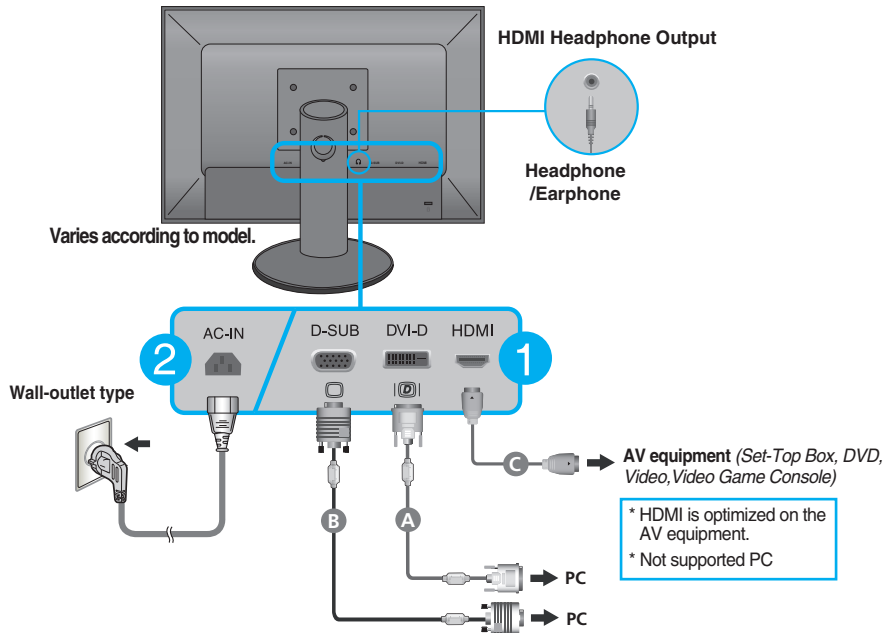 HDMI Headphone Output
Headphone
/Earphone
Varies according to model.
AC-IN
D-SUB
DVI-D
HDMI
2
1
D
Wall-outlet type
C
AV equipment (Set-Top Box, DVD,
Video,Video Game Console)
* HDMI is optimized on the
AV equipment.
* Not supported PC
B
A
PC
PC